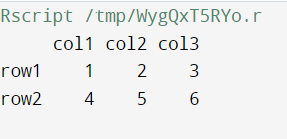 Rscript /tmp/WygQxT5RYo.r
     col1 col2 col3
row1    1    2    3
row2    4    5    6